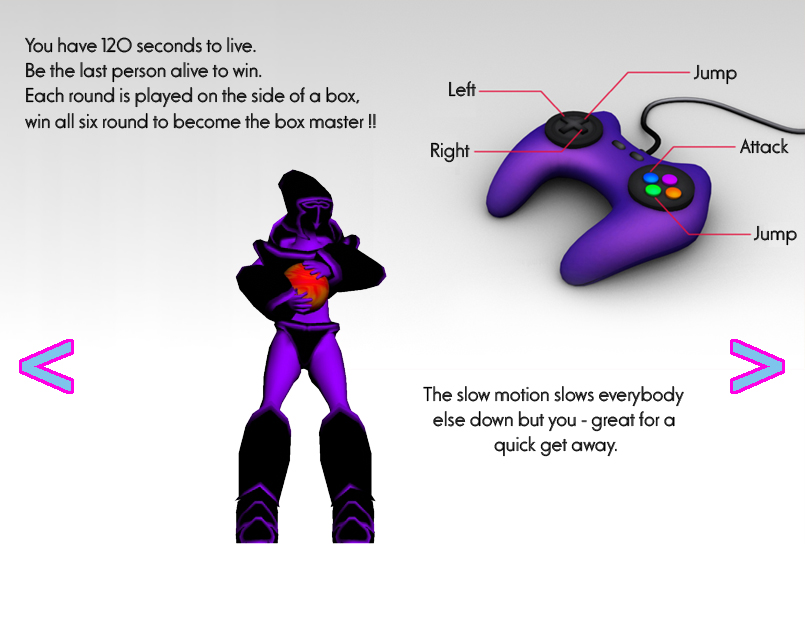 You have 120 seconds to live.
Be the last person alive to win.
Each round is played on the side of a box,
win all six round to become the box master !!
Left
Jump
Right
Attack
Jump
The slow motion slows everybody
else down but you - great for a
quick get away.